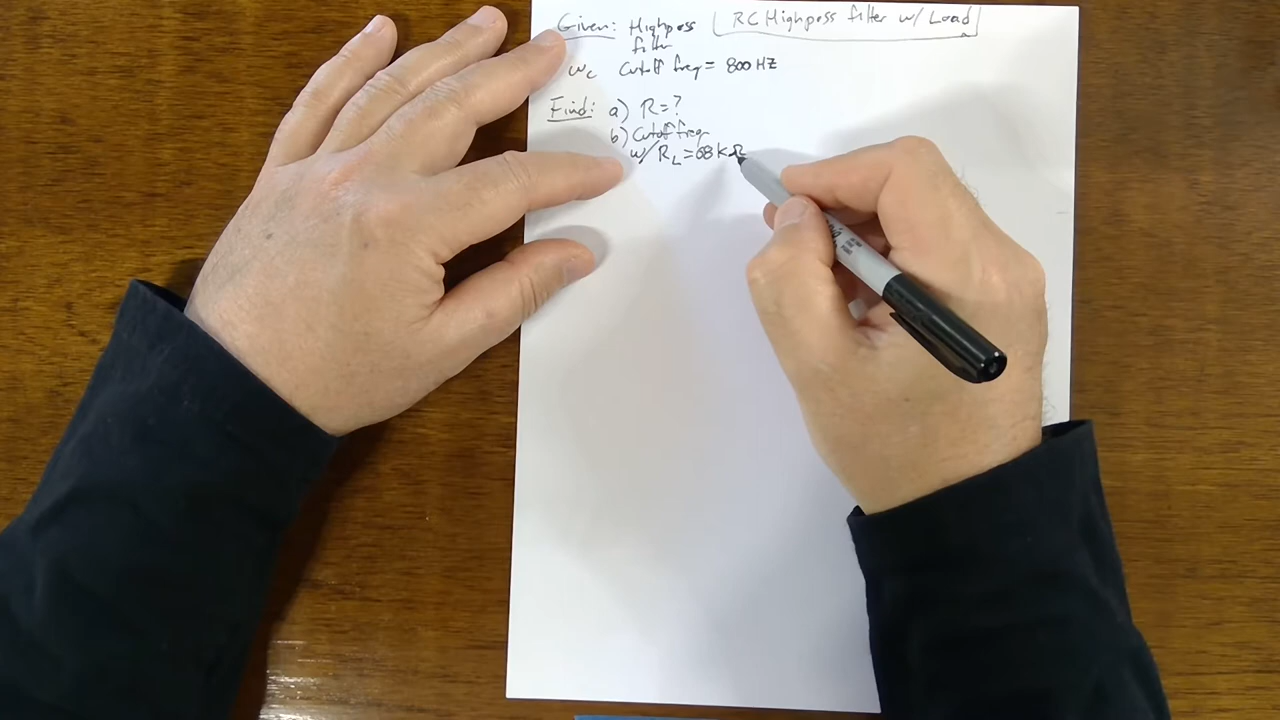 Given: Highpass
filter
RC Highpass filter w/ Load
ωc Cutoff freq = 800 HZ
Find: a) R = ?
b) Cutoff freq
w/ RL = 68 kΩ